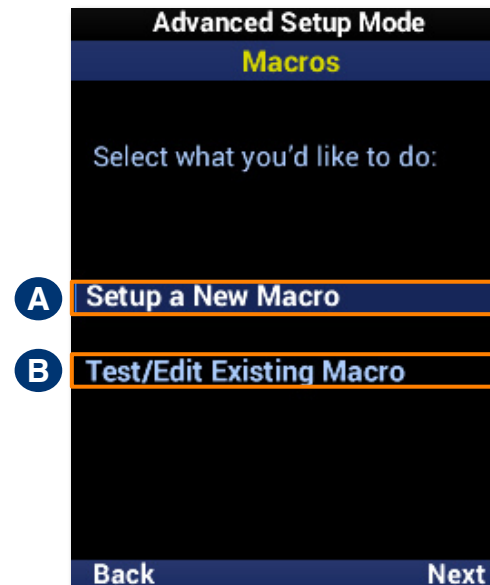 Advanced Setup Mode
Macros
Select what you'd like to do:
A Setup a New Macro
B Test/Edit Existing Macro
Back Next